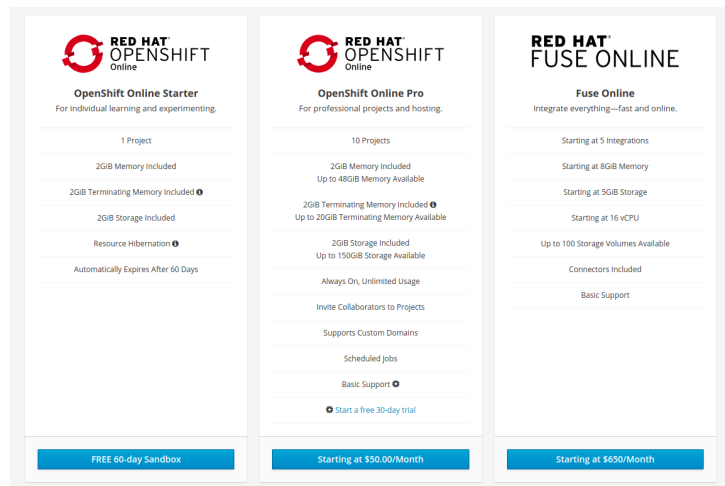 RED HAT
OPENSHIFT
Online
OpenShift Online Starter
For individual learning and experimenting.
1 Project
2GiB Memory Included
2GiB Terminating Memory Included
2GiB Storage Included
Resource Hibernation
Automatically Expires After 60 Days
FREE 60-day Sandbox
RED HAT
OPENSHIFT
Online
OpenShift Online Pro
For professional projects and hosting.
10 Projects
2GiB Memory Included
Up to 48GiB Memory Available
2GiB Terminating Memory Included
Up to 20GiB Terminating Memory Available
2GiB Storage Included
Up to 150GiB Storage Available
Always On, Unlimited Usage
Invite Collaborators to Projects
Supports Custom Domains
Scheduled Jobs
Basic Support
Start a free 30-day trial
Starting at $50.00/Month
RED HAT
FUSE ONLINE
Fuse Online
Integrate everything—fast and online.
Starting at 5 Integrations
Starting at 8GiB Memory
Starting at 5GiB Storage
Starting at 16 vCPU
Up to 100 Storage Volumes Available
Connectors Included
Basic Support
Starting at $650/Month